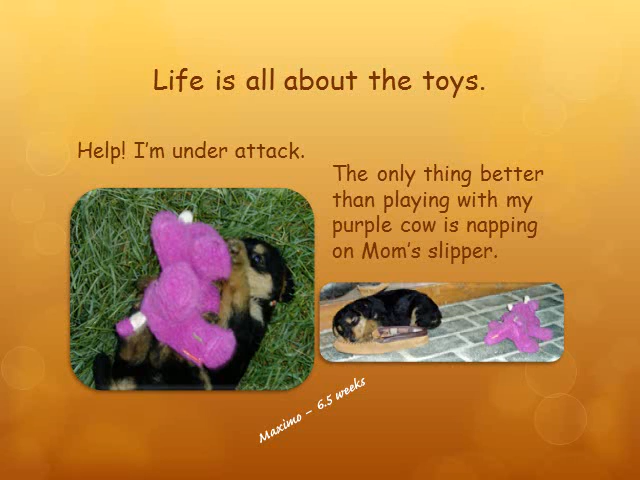 Life is all about the toys.
Help! I'm under attack.
The only thing better
than playing with my
purple cow is napping
on Mom's slipper.
Maximo – 6.5 weeks